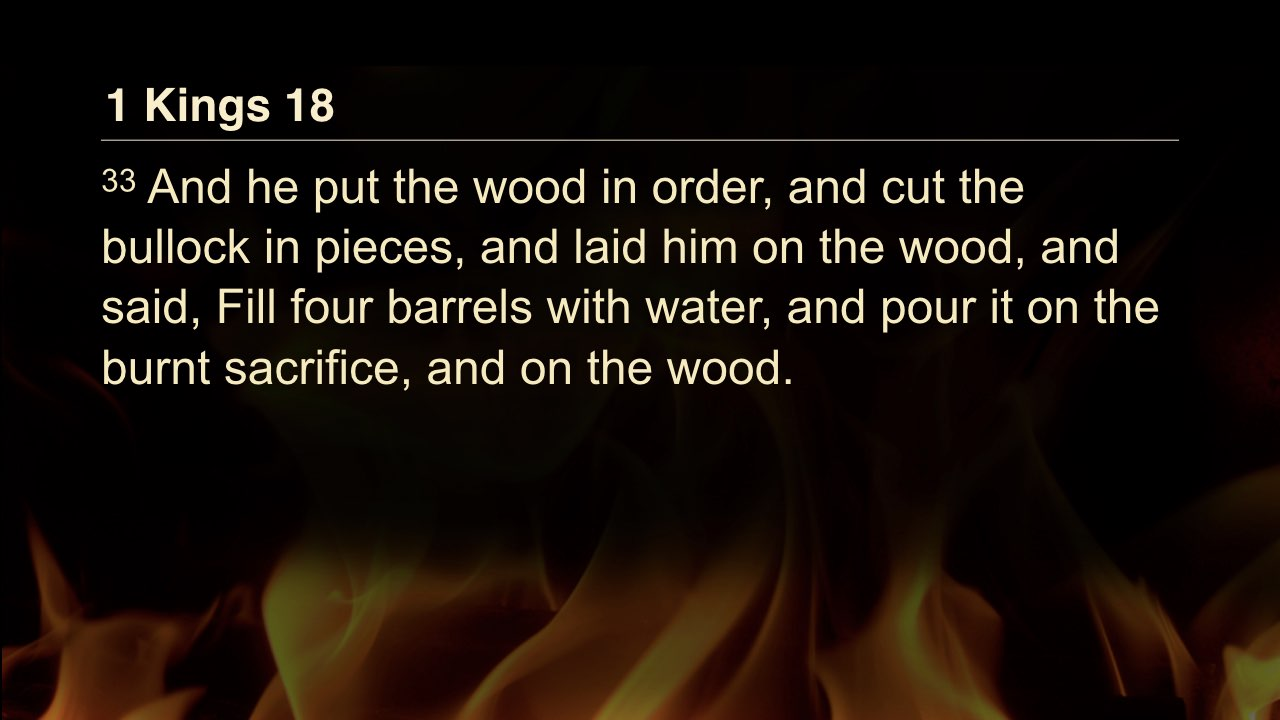 1 Kings 18
33 And he put the wood in order, and cut the
bullock in pieces, and laid him on the wood, and
said, Fill four barrels with water, and pour it on the
burnt sacrifice, and on the wood.